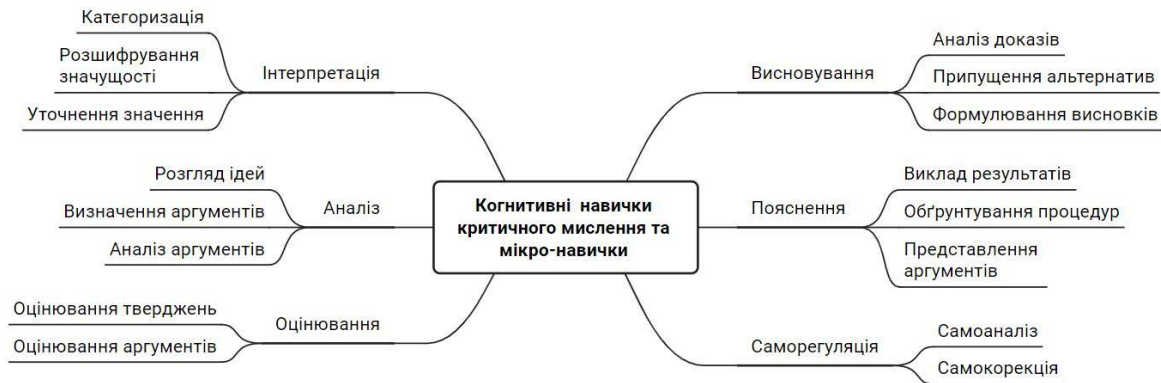 Когнитивні навички
критичного мислення та
мікро-навички
Інтерпретація
Категоризація
Розшифрування
значущості
Уточнення значення
Аналіз
Розгляд ідей
Визначення аргументів
Аналіз аргументів
Оцінювання
Оцінювання тверджень
Оцінювання аргументів
Висновування
Аналіз доказів
Припущення альтернатив
Формулювання висновків
Пояснення
Виклад результатів
Обґрунтування процедур
Представлення
аргументів
Саморегуляція
Самоаналіз
Самокорекція